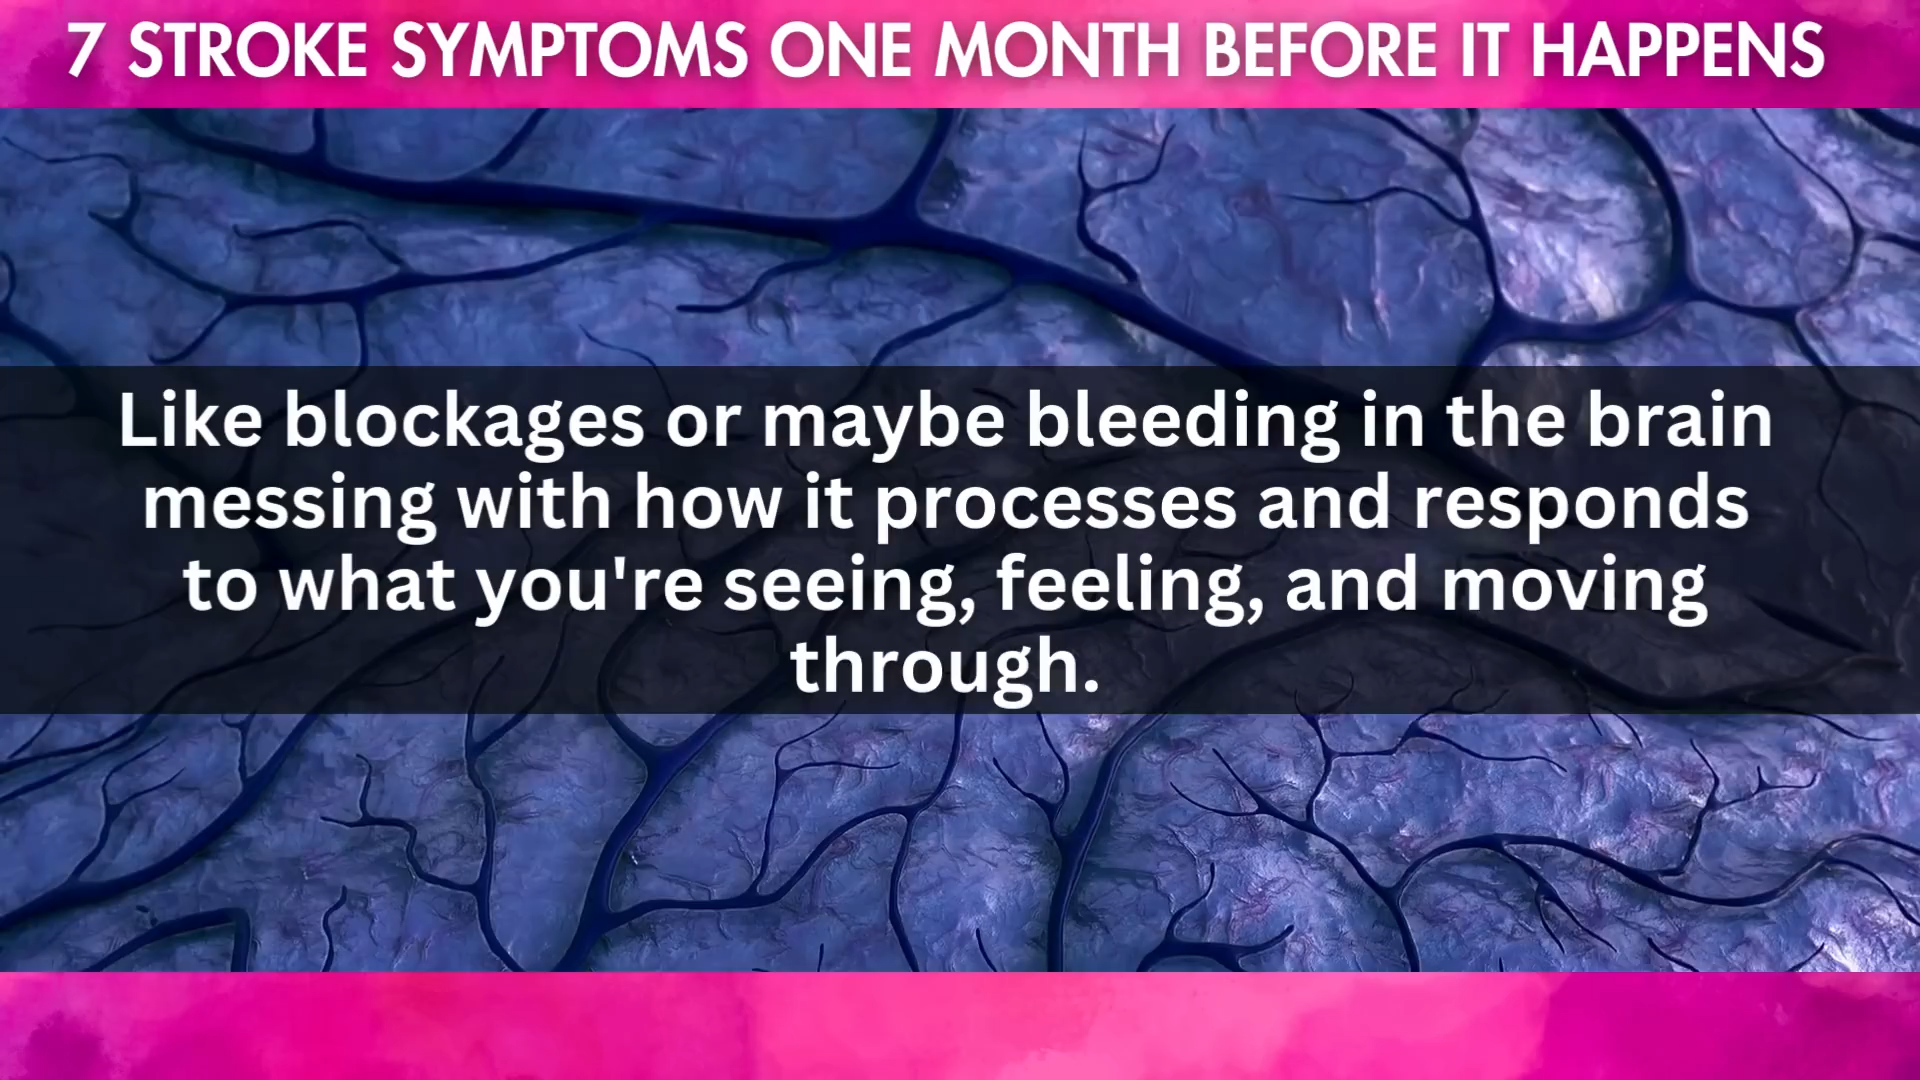 7 STROKE SYMPTOMS ONE MONTH BEFORE IT HAPPENS
Like blockages or maybe bleeding in the brain
messing with how it processes and responds
to what you're seeing, feeling, and moving
through.